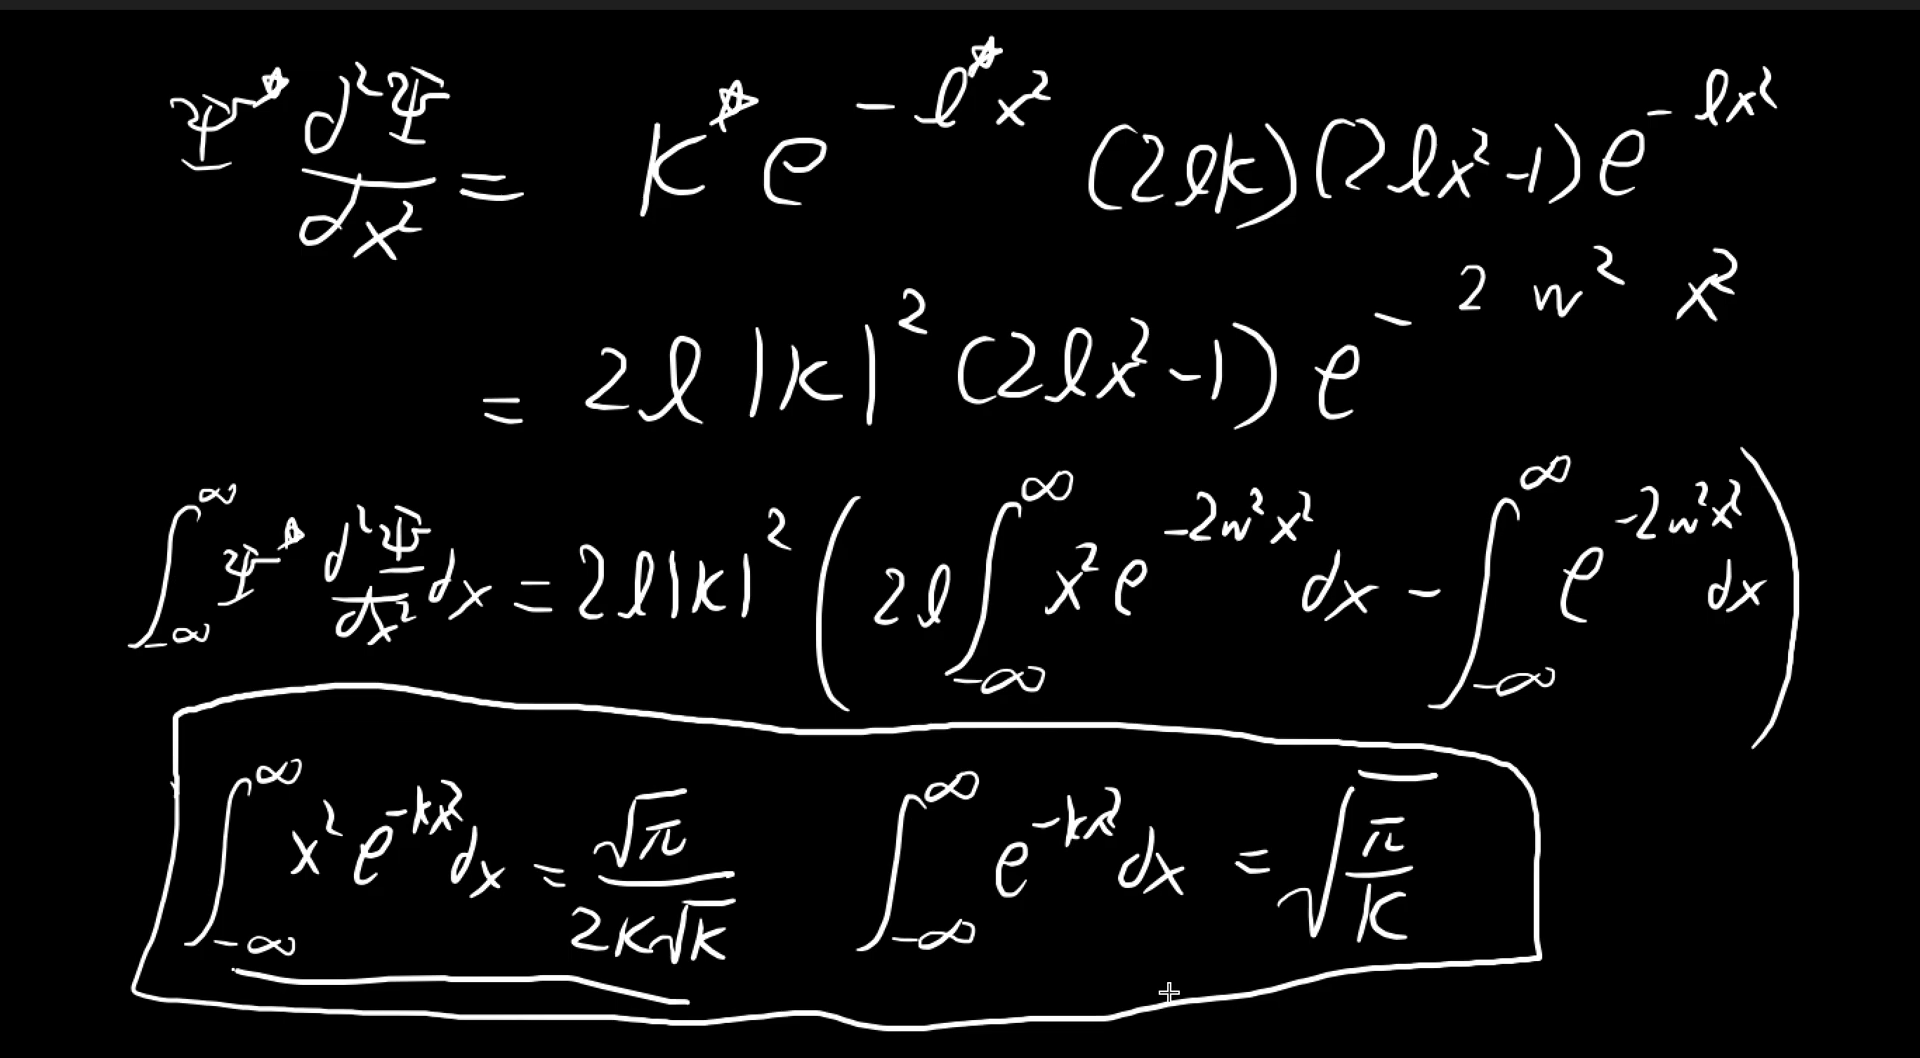 Ψ* d²Ψ/dx² = K* e^(-l* x²) (2lk)(2lx²-1) e^(-lx²)
= 2l |K|² (2lx²-1) e^(-2w²x²)
∫_{-∞}^{∞} Ψ* d²Ψ/dx² dx = 2l|K|² (2l ∫_{-∞}^{∞} x² e^(-2w²x²) dx - ∫_{-∞}^{∞} e^(-2w²x²) dx)
∫_{-∞}^{∞} x² e^(-kx²) dx = √π/(2K√K) ∫_{-∞}^{∞} e^(-kx²) dx = √(π/K)